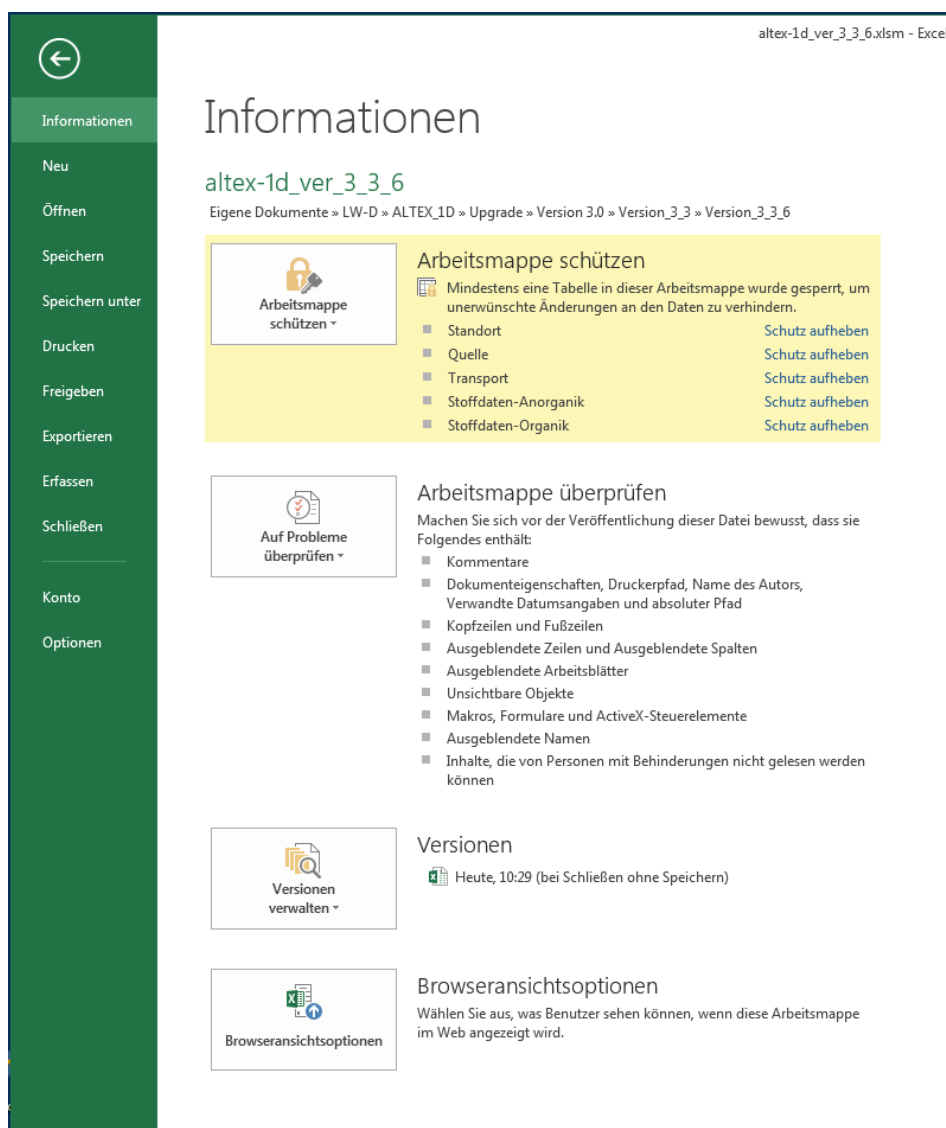 altex-1d_ver_3_3_6.xlsm - Excel
Informationen
Neu
Öffnen
Speichern
Speichern unter
Drucken
Freigeben
Exportieren
Erfassen
Schließen
Konto
Optionen
Informationen
altex-1d_ver_3_3_6
Eigene Dokumente » LW-D » ALTEX_1D » Upgrade » Version 3.0 » Version_3_3 » Version_3_3_6
Arbeitsmappe
schützen
Arbeitsmappe schützen
Mindestens eine Tabelle in dieser Arbeitsmappe wurde gesperrt, um
unerwünschte Änderungen an den Daten zu verhindern.
Standort Schutz aufheben
Quelle Schutz aufheben
Transport Schutz aufheben
Stoffdaten-Anorganik Schutz aufheben
Stoffdaten-Organik Schutz aufheben
Auf Probleme
überprüfen
Arbeitsmappe überprüfen
Machen Sie sich vor der Veröffentlichung dieser Datei bewusst, dass sie
Folgendes enthält:
Kommentare
Dokumenteigenschaften, Druckerpfad, Name des Autors,
Verwandte Datumsangaben und absoluter Pfad
Kopfzeilen und Fußzeilen
Ausgeblendete Zeilen und Ausgeblendete Spalten
Ausgeblendete Arbeitsblätter
Unsichtbare Objekte
Makros, Formulare und ActiveX-Steuerelemente
Ausgeblendete Namen
Inhalte, die von Personen mit Behinderungen nicht gelesen werden
können
Versionen
verwalten
Versionen
Heute, 10:29 (bei Schließen ohne Speichern)
Browseransichtsoptionen
Browseransichtsoptionen
Wählen Sie aus, was Benutzer sehen können, wenn diese Arbeitsmappe
im Web angezeigt wird.